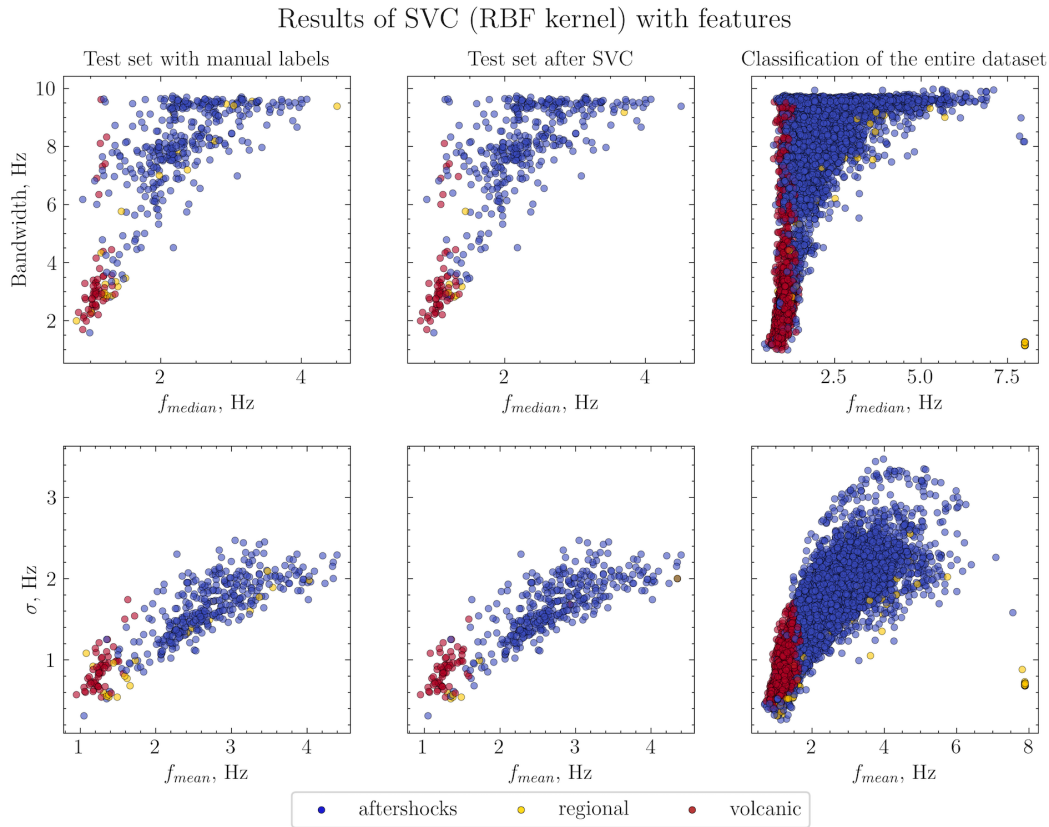 Results of SVC (RBF kernel) with features
Test set with manual labels
Test set after SVC
Classification of the entire dataset
Bandwidth, Hz
10
8
6
4
2
2
4
f_median, Hz
2
4
f_median, Hz
2.5
5.0
7.5
f_median, Hz
σ, Hz
3
2
1
1
2
3
4
f_mean, Hz
1
2
3
4
f_mean, Hz
2
4
6
8
f_mean, Hz
aftershocks regional volcanic